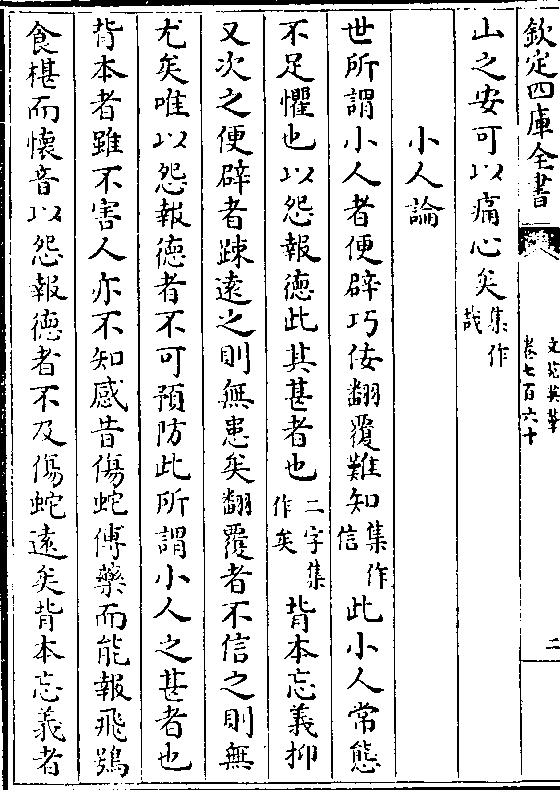 欽定四庫全書
文苑英華
卷七百六十
二
山之安可以痛心矣集作哉
小人論
世所謂小人者便辟巧佞翻覆難知集作信此小人常態
不足懼也以怨報德此其甚者也二字集作矣背本忘義抑
又次之便辟者踈逺之則無患矣翻覆者不信之則無
尤矣唯以怨報德者不可預防此所謂小人之甚者也
背本者雖不害人亦不知感昔傷蛇傅藥而能報飛鴞
食椹而懷音以怨報德者不及傷蛇逺矣背本忘義者